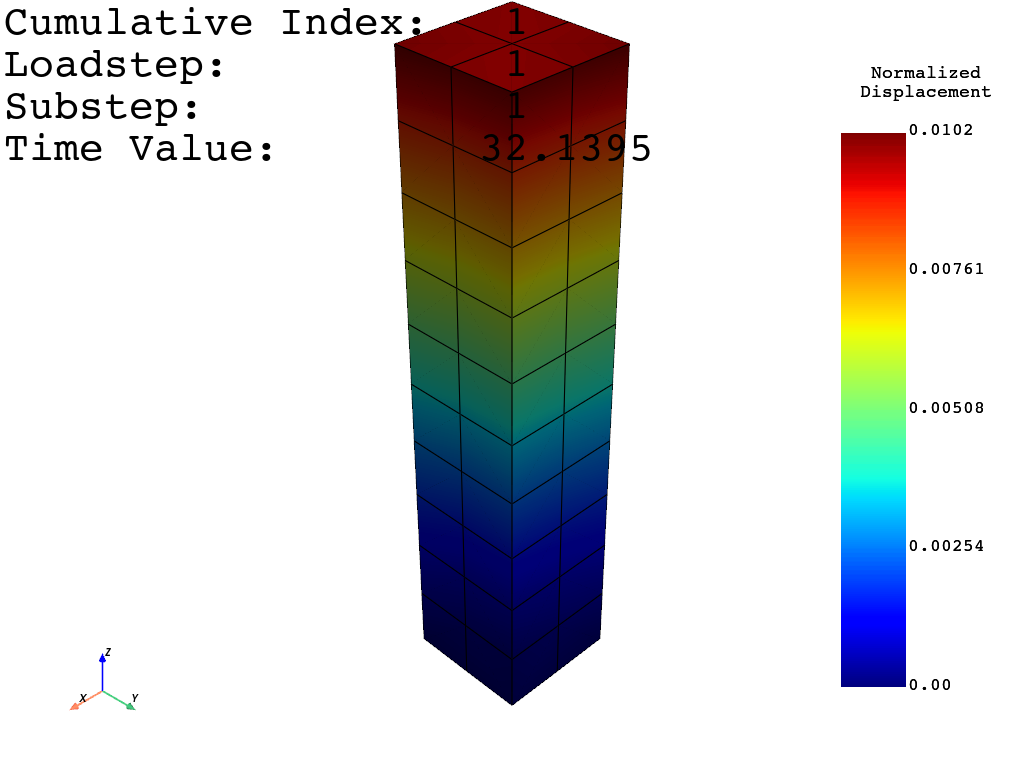 Cumulative Index: 1
Loadstep: 1
Substep: 1
Time Value: 32.1395
Normalized
Displacement
0.0102
0.00761
0.00508
0.00254
0.00
Z
X
Y